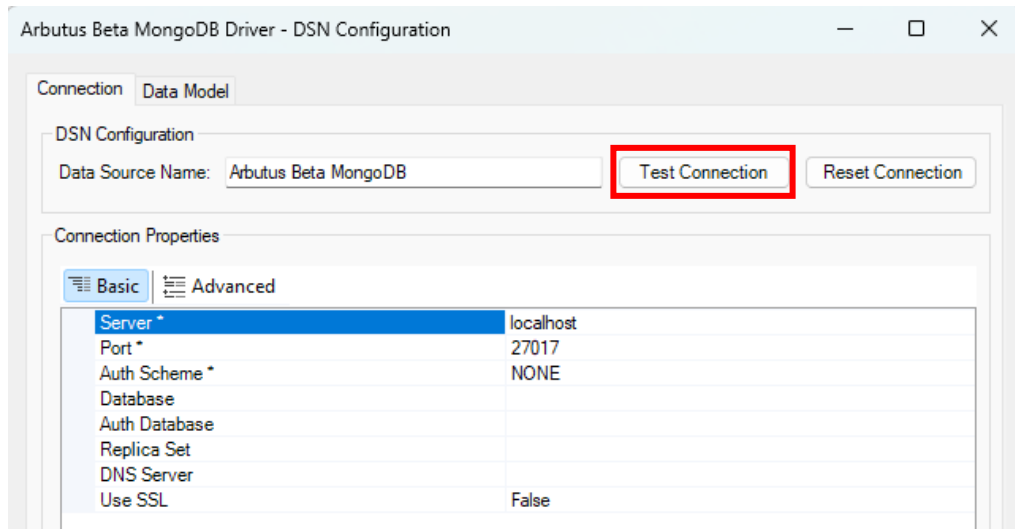 Arbutus Beta MongoDB Driver - DSN Configuration
Connection Data Model
DSN Configuration
Data Source Name: Arbutus Beta MongoDB Test Connection Reset Connection
Connection Properties
Basic Advanced
Server * localhost
Port * 27017
Auth Scheme * NONE
Database
Auth Database
Replica Set
DNS Server
Use SSL False